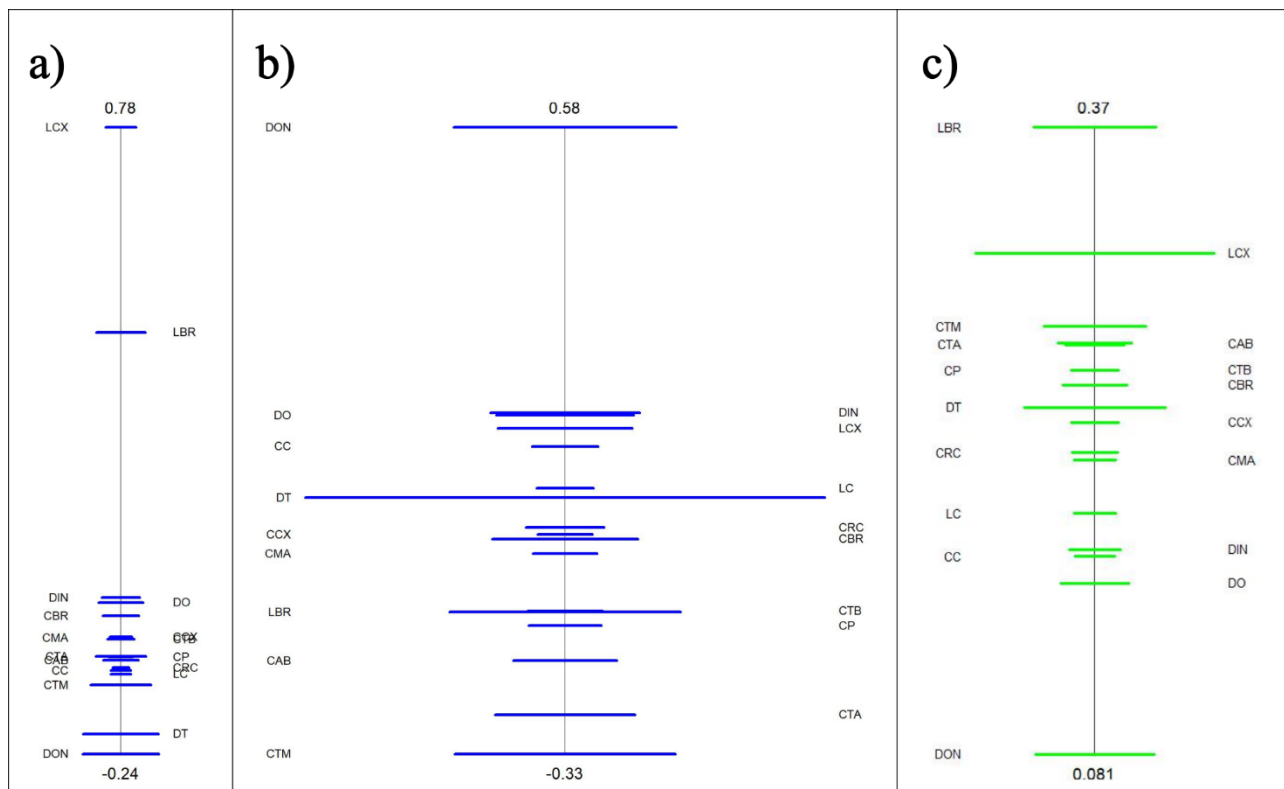 a)
0.78
LCX
LBR
DIN
DO
CBR
CMA
CCX
CTB
CTA
CP
CAB
CRC
CC
LC
CTM
DT
DON
-0.24
b)
0.58
DON
DO
DIN
LCX
CC
LC
DT
CRC
CCX
CBR
CMA
LBR
CTB
CP
CAB
CTA
CTM
-0.33
c)
0.37
LBR
LCX
CTM
CTA
CAB
CP
CTB
CBR
DT
CCX
CRC
CMA
LC
DIN
CC
DO
DON
0.081